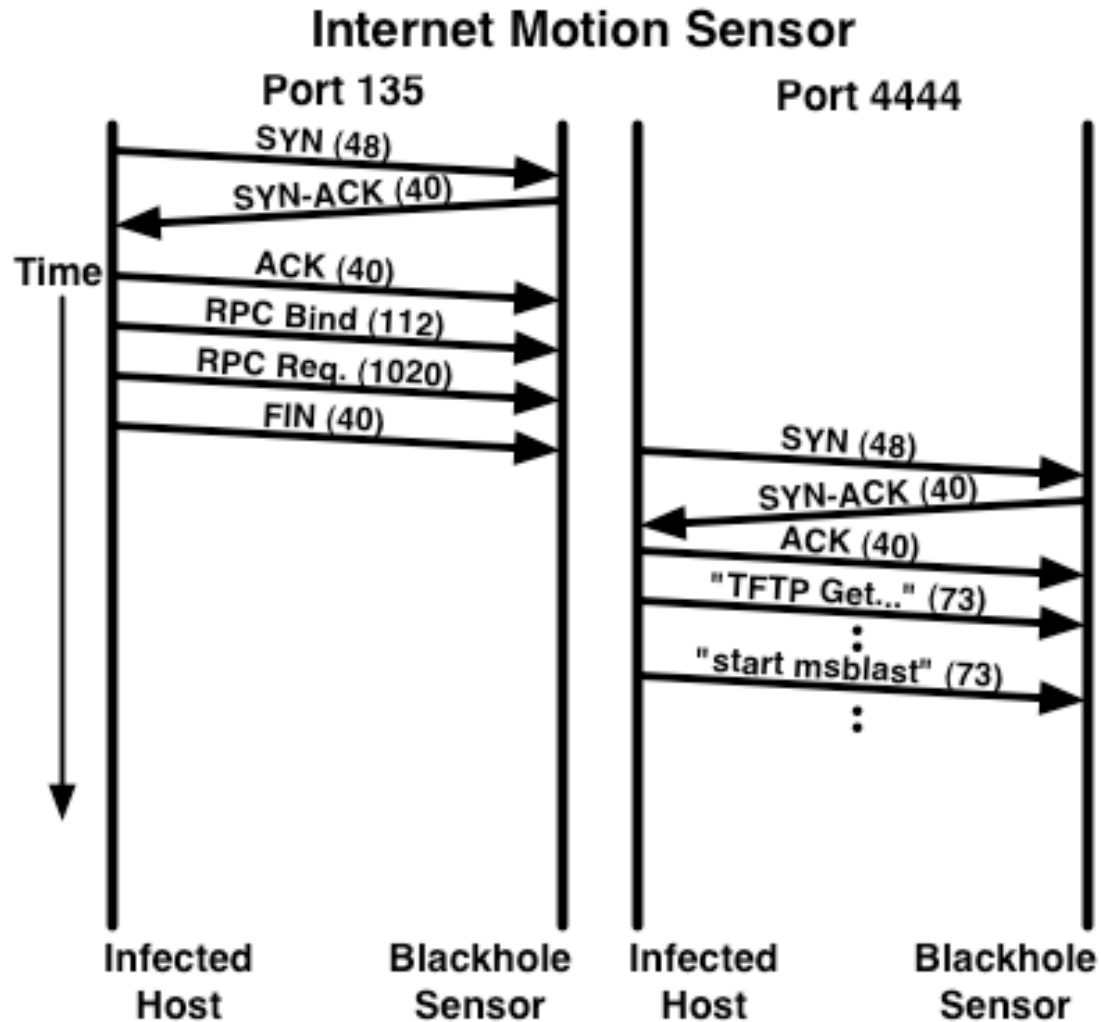 Internet Motion Sensor
Port 135
Port 4444
SYN (48)
SYN-ACK (40)
Time
ACK (40)
RPC Bind (112)
RPC Req. (1020)
FIN (40)
SYN (48)
SYN-ACK (40)
ACK (40)
"TFTP Get..." (73)
"start msblast" (73)
Infected
Host
Blackhole
Sensor
Infected
Host
Blackhole
Sensor